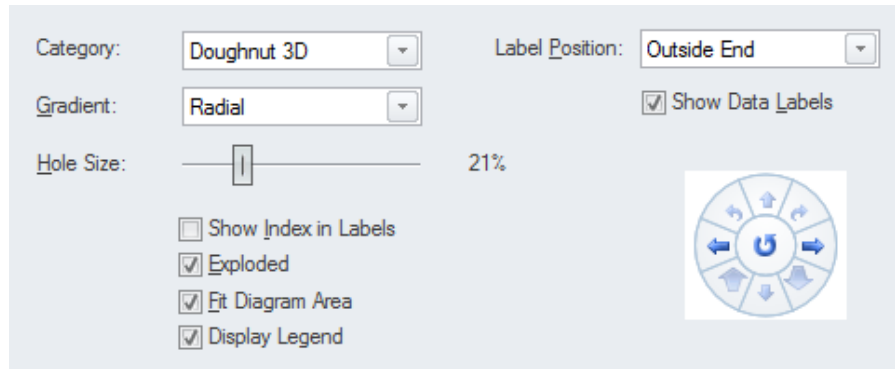 Category: Doughnut 3D Label Position: Outside End
Gradient: Radial Show Data Labels
Hole Size: 21%
Show Index in Labels
Exploded
Fit Diagram Area
Display Legend